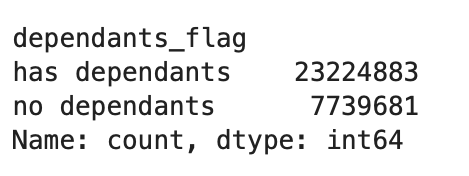 dependants_flag
has dependants    23224883
no dependants      7739681
Name: count, dtype: int64